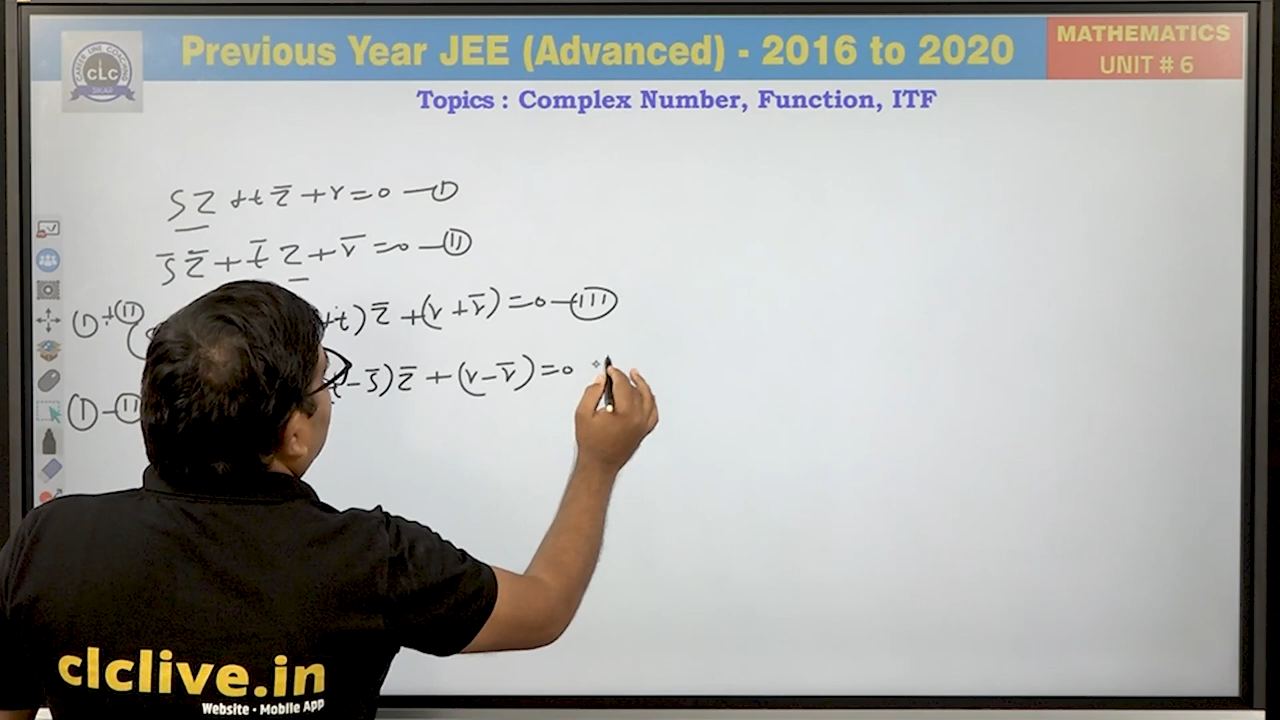 Previous Year JEE (Advanced) - 2016 to 2020
MATHEMATICS
UNIT # 6
CLC
Topics : Complex Number, Function, ITF
sz + tz̄ + r = 0 — (I)
s̄z̄ + t̄z + r̄ = 0 — (II)
(I)+(II) ( +t)z̄ + (r + r̄) = 0 — (III)
(I)-(II) - s̄)z̄ + (r - r̄) = 0
clclive.in
Website • Mobile App